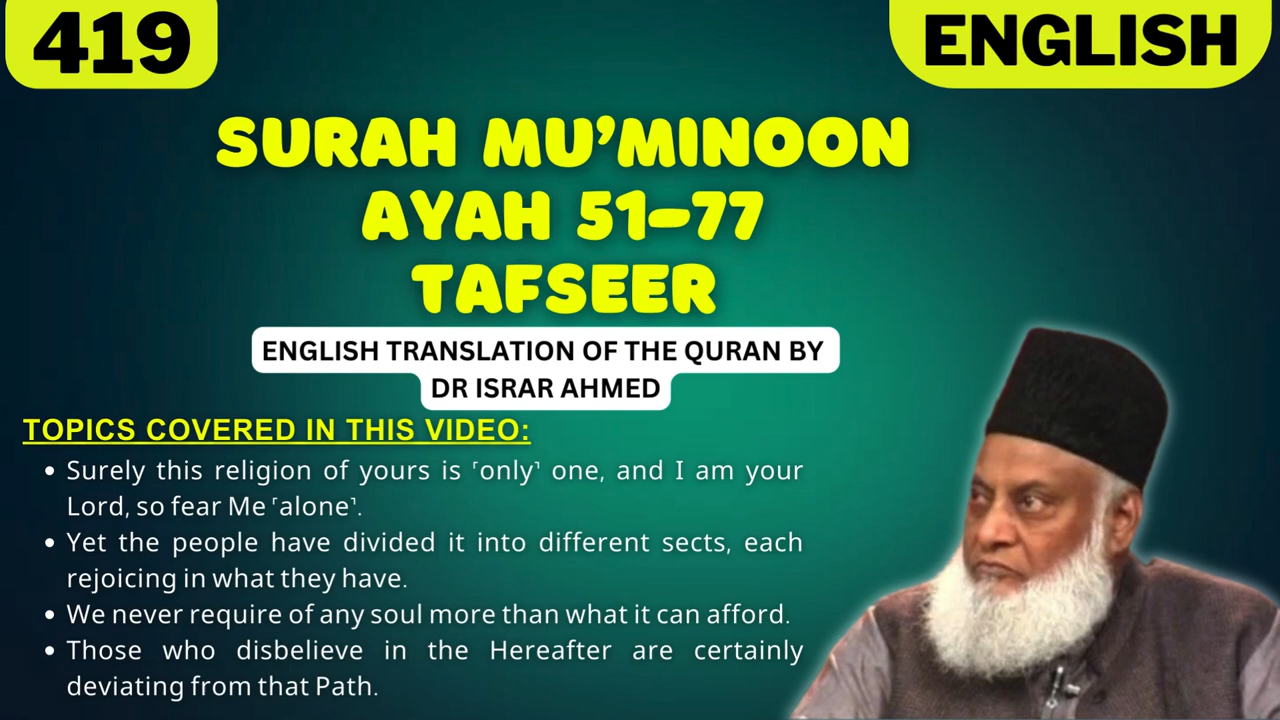 419
ENGLISH
SURAH MU’MINOON
AYAH 51–77
TAFSEER
ENGLISH TRANSLATION OF THE QURAN BY
DR ISRAR AHMED
TOPICS COVERED IN THIS VIDEO:
• Surely this religion of yours is ˹only˺ one, and I am your
Lord, so fear Me ˹alone˺.
• Yet the people have divided it into different sects, each
rejoicing in what they have.
• We never require of any soul more than what it can afford.
• Those who disbelieve in the Hereafter are certainly
deviating from that Path.